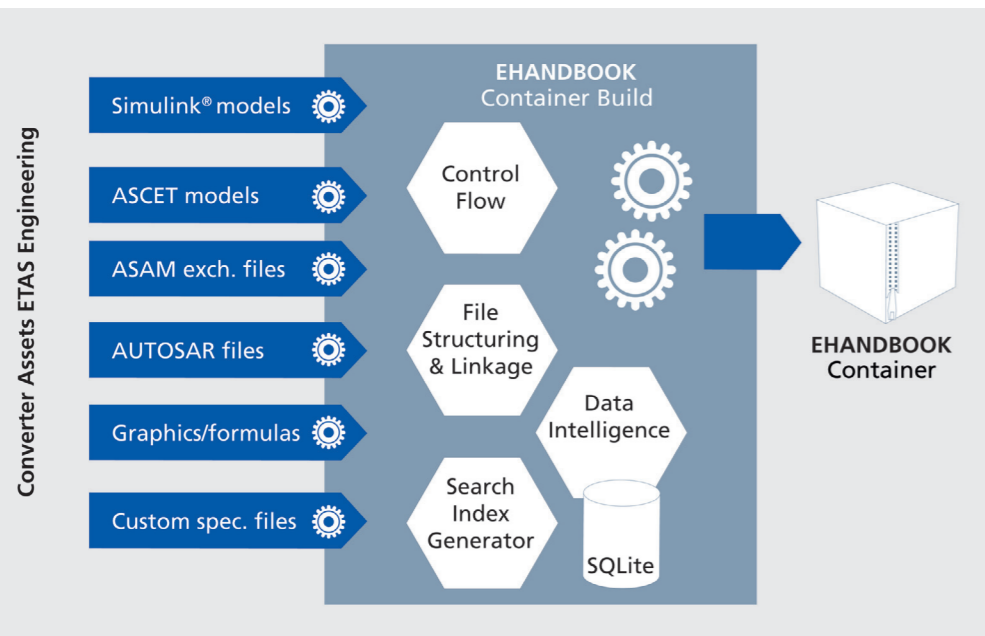 Converter Assets ETAS Engineering
Simulink® models
ASCET models
ASAM exch. files
AUTOSAR files
Graphics/formulas
Custom spec. files
EHANDBOOK
Container Build
Control
Flow
File
Structuring
& Linkage
Data
Intelligence
Search
Index
Generator
SQLite
EHANDBOOK
Container